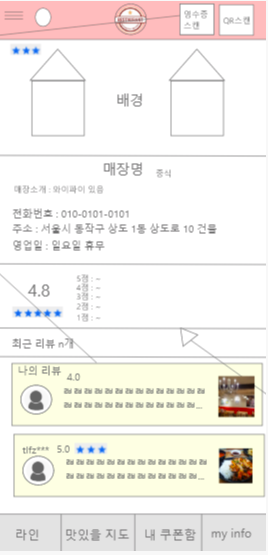 영수증
스캔
QR스캔
배경
매장명 중식
매장소개 : 와이파이 있음
전화번호 : 010-0101-0101
주소 : 서울시 동작구 상도 1동 상도로 10 건물
영업일 : 일요일 휴무
4.8
5점 : ~
4점 : ~
3점 : ~
2점 : ~
1점 : ~
최근 리뷰 n개
나의 리뷰
4.0
tlfz*** 5.0
라인
맛있을 지도
내 쿠폰함
my info